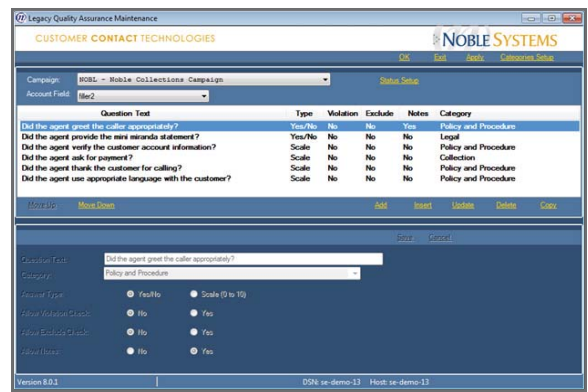 Legacy Quality Assurance Maintenance
CUSTOMER CONTACT TECHNOLOGIES
NOBLE SYSTEMS
OK Exit Apply Categories Setup
Campaign: NOBL - Noble Collections Campaign Status Setup
Account Field: filler2
Question Text Type Violation Exclude Notes Category
Did the agent greet the caller appropriately? Yes/No No No Yes Policy and Procedure
Did the agent provide the mini miranda statement? Yes/No No No No Legal
Did the agent verify the customer account information? Scale No No No Policy and Procedure
Did the agent ask for payment? Scale No No No Collection
Did the agent thank the customer for calling? Scale No No No Policy and Procedure
Did the agent use appropriate language with the customer? Scale No No No Policy and Procedure
Move Up Move Down Add Insert Update Delete Copy
Save Cancel
Question Text: Did the agent greet the caller appropriately?
Category: Policy and Procedure
Answer Type: Yes/No Scale (0 to 10)
Allow Violation Check: No Yes
Allow Exclude Check: No Yes
Allow Notes: No Yes
Version 8.0.1 DSN: se-demo-13 Host: se-demo-13